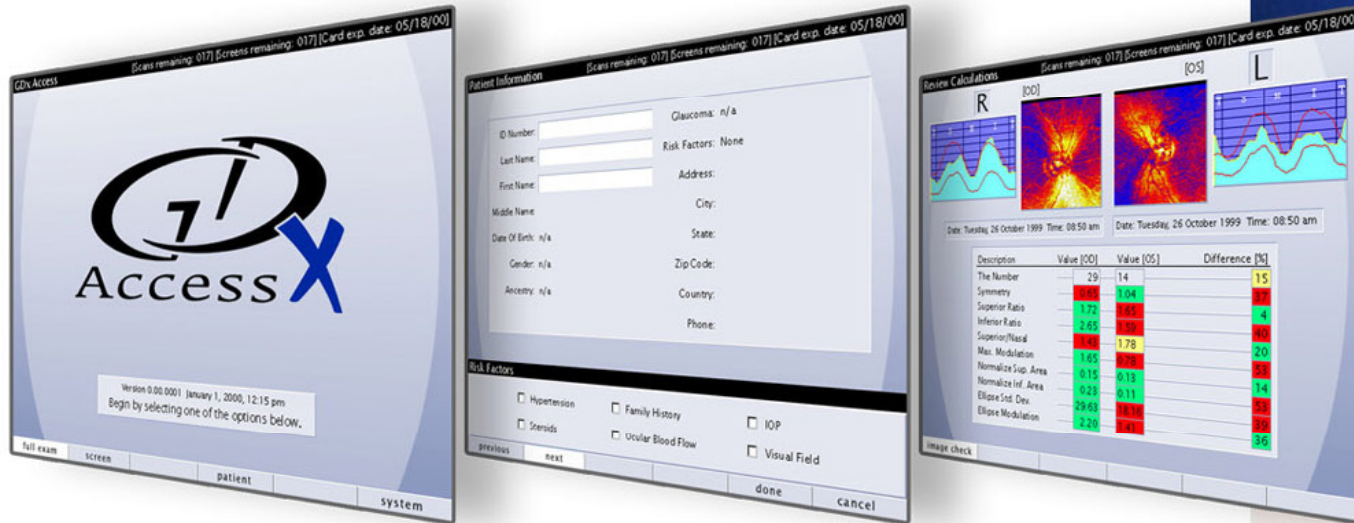 [Scans remaining: 017] [Screens remaining: 017] [Card exp. date: 05/18/00]
GDx Access
GD
Access X
Version 0.00.0001 January 1, 2000, 12:15 pm
Begin by selecting one of the options below.
full exam screen patient system
[Scans remaining: 017] [Screens remaining: 017] [Card exp. date: 05/18/00]
Patient Information
ID Number:
Last Name:
First Name:
Middle Name
Date Of Birth: n/a
Gender: n/a
Ancestry: n/a
Glaucoma: n/a
Risk Factors: None
Address:
City:
State:
Zip Code:
Country:
Phone:
Risk Factors
Hypertension Family History IOP
Steroids Ocular Blood Flow Visual Field
previous next done cancel
[Scans remaining: 017] [Screens remaining: 017] [Card exp. date: 05/18/00]
Review Calculations
R [OD] [OS] L
Date: Tuesday, 26 October 1999 Time: 08:50 am
Date: Tuesday, 26 October 1999 Time: 08:50 am
Description Value [OD] Value [OS] Difference [%]
The Number 29 14 15
Symmetry 0.65 1.04 37
Superior Ratio 1.72 1.65 4
Inferior Ratio 2.65 1.59 40
Superior/Nasal 1.43 1.78 20
Max. Modulation 1.65 0.78 53
Normalize Sup. Area 0.15 0.13 14
Normalize Inf. Area 0.23 0.11 53
Ellipse Std. Dev. 29.63 18.16 39
Ellipse Modulation 2.20 1.41 36
image check